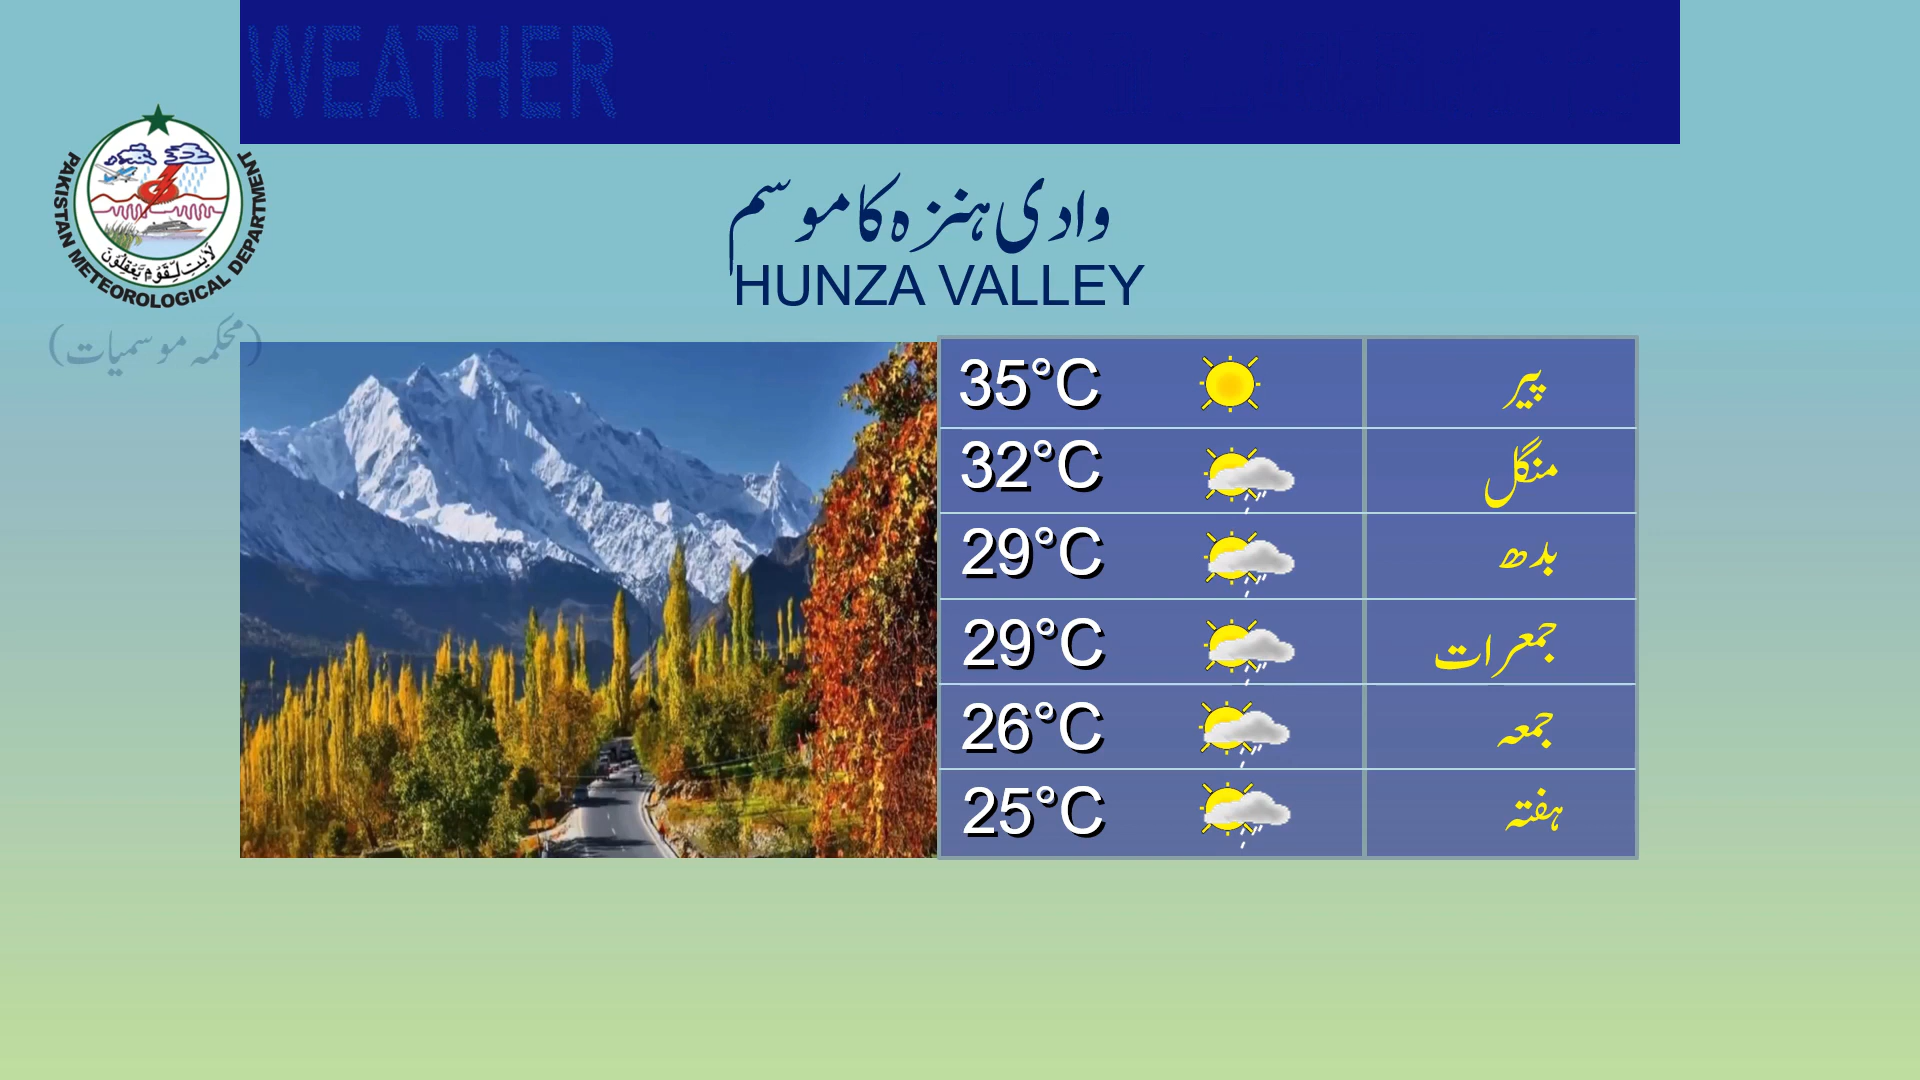 WEATHER
PAKISTAN METEOROLOGICAL DEPARTMENT
لَاٰيٰتٍ لِّقَوْمٍ يَّعْقِلُوْنَ
(محکمہ موسمیات)
وادی ہنزہ کا موسم
HUNZA VALLEY
35°C پیر
32°C منگل
29°C بدھ
29°C جمعرات
26°C جمعہ
25°C ہفتہ